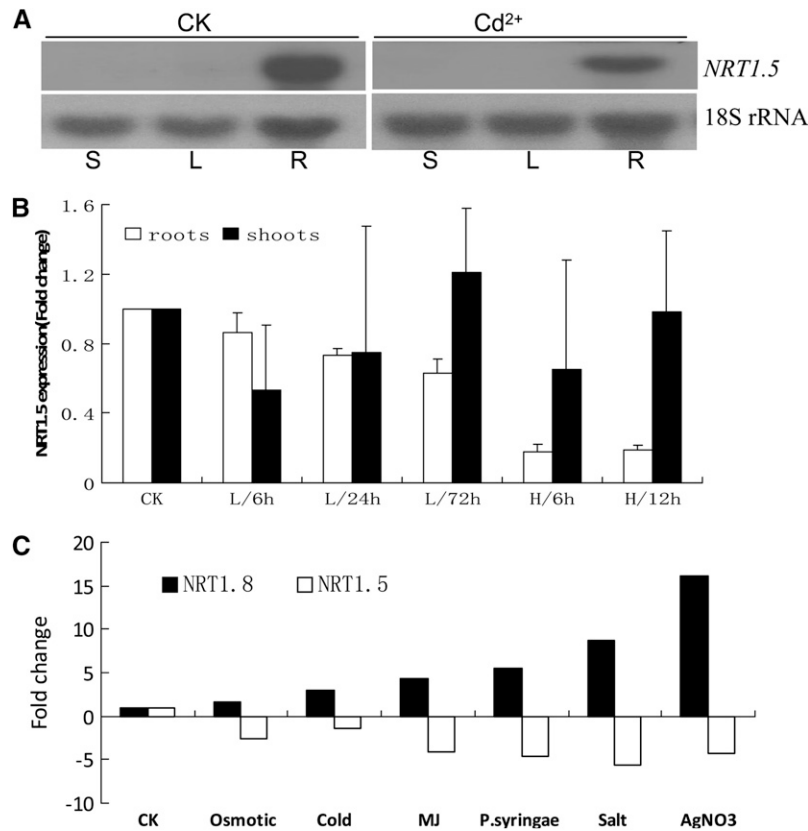 A
CK Cd²⁺
NRT1.5
18S rRNA
S L R S L R
B
NRT1.5 expression(Fold change)
1.6
roots shoots
1.2
0.8
0.4
0
CK L/6h L/24h L/72h H/6h H/12h
C
Fold change
20
NRT1.8 NRT1.5
15
10
5
0
-5
-10
CK Osmotic Cold MJ P.syringae Salt AgNO3